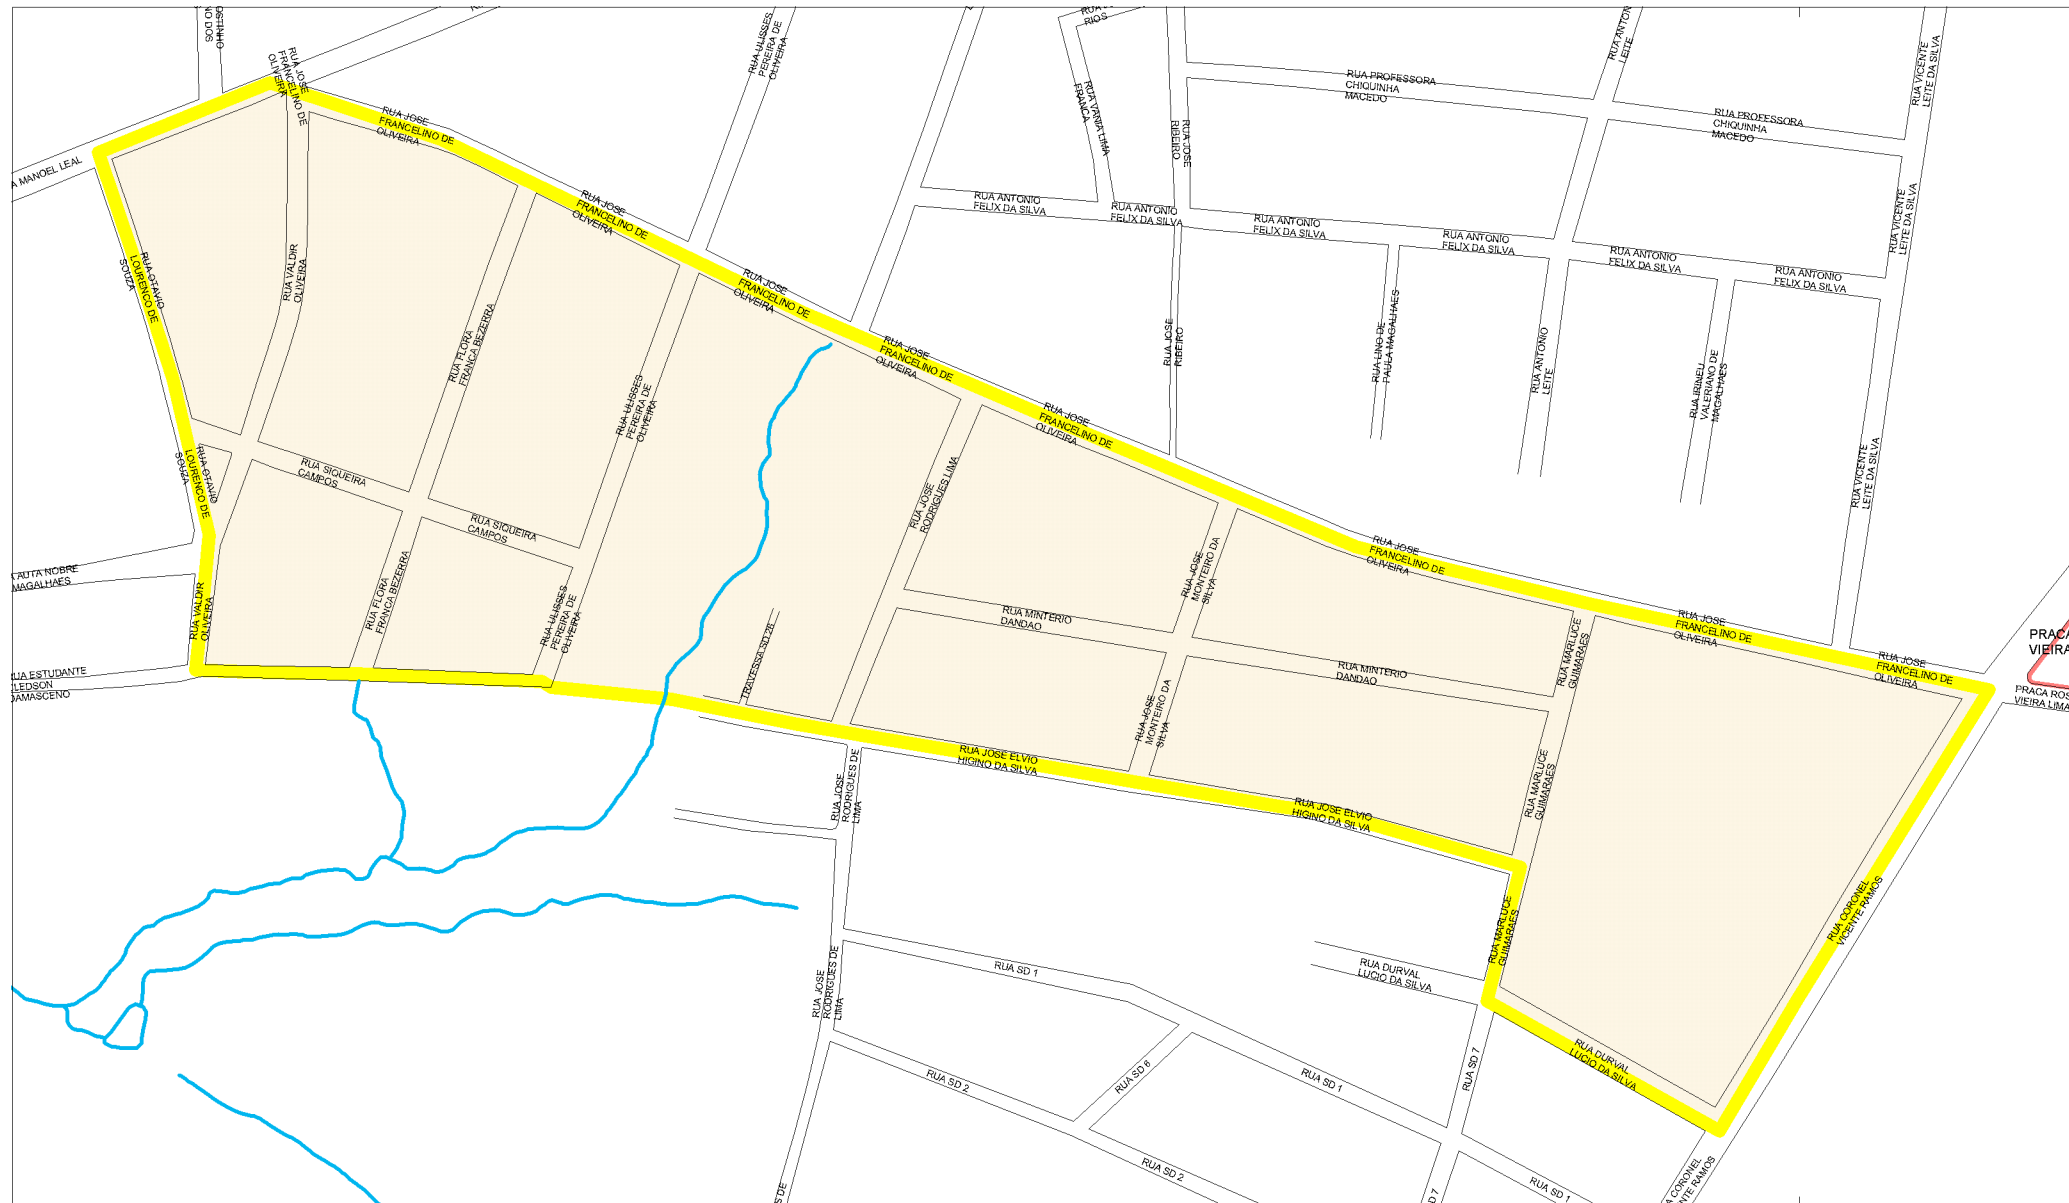 OSTINHO
NO DOS
RUA JOSE
FRANCELINO DE
OLIVEIRA
RUA ULISSES
PEREIRA DE
OLIVEIRA
RIOS
RUA ANTON
LEITE
RUA VICENTE
LEITE DA SILVA
RUA PROFESSORA
CHIQUINHA
MACEDO
RUA PROFESSORA
CHIQUINHA
MACEDO
RUA VANIA LIMA
FRANCA
RUA JOSE
RIBEIRO
RUA JOSE
FRANCELINO DE
OLIVEIRA
A MANOEL LEAL
RUA JOSE
FRANCELINO DE
OLIVEIRA
RUA ANTONIO
FELIX DA SILVA
RUA ANTONIO
FELIX DA SILVA
RUA ANTONIO
FELIX DA SILVA
RUA ANTONIO
FELIX DA SILVA
RUA ANTONIO
FELIX DA SILVA
RUA ANTONIO
FELIX DA SILVA
RUA VICENTE
LEITE DA SILVA
RUA OTAVIO
LOURENCO DE
SOUZA
RUA VALDIR
OLIVEIRA
RUA JOSE
FRANCELINO DE
OLIVEIRA
RUA FLORA
FRANCA BEZERRA
RUA ULISSES
PEREIRA DE
OLIVEIRA
RUA JOSE
FRANCELINO DE
OLIVEIRA
RUA JOSE
RIBEIRO
RUA LINO DE
PAULA MAGALHAES
RUA ANTONIO
LEITE
RUA IRINEU
VALERIANO DE
MAGALHAES
RUA JOSE
FRANCELINO DE
OLIVEIRA
RUA VICENTE
LEITE DA SILVA
RUA OTAVIO
LOURENCO DE
SOUZA
RUA SIQUEIRA
CAMPOS
RUA SIQUEIRA
CAMPOS
RUA JOSE
RODRIGUES LIMA
RUA JOSE
MONTEIRO DA
SILVA
RUA JOSE
FRANCELINO DE
OLIVEIRA
AUTA NOBRE
MAGALHAES
RUA VALDIR
OLIVEIRA
RUA FLORA
FRANCA BEZERRA
RUA ULISSES
PEREIRA DE
OLIVEIRA
TRAVESSA SD 26
RUA MINTERIO
DANDAO
RUA MINTERIO
DANDAO
RUA MARLUCE
GUIMARAES
RUA JOSE
FRANCELINO DE
OLIVEIRA
RUA JOSE
FRANCELINO DE
OLIVEIRA
PRACA
VIEIRA
PRACA ROS
VIEIRA LIMA
UA ESTUDANTE
LEDSON
DAMASCENO
RUA JOSE
MONTEIRO DA
SILVA
RUA JOSE ELVIO
HIGINO DA SILVA
RUA JOSE ELVIO
HIGINO DA SILVA
RUA MARLUCE
GUIMARAES
RUA JOSE
RODRIGUES DE
LIMA
RUA MARLUCE
GUIMARAES
RUA CORONEL
VICENTE RAMOS
RUA JOSE
RODRIGUES DE
LIMA
RUA SD 1
RUA DURVAL
LUCIO DA SILVA
RUA DURVAL
LUCIO DA SILVA
RUA SD 2
RUA SD 6
RUA SD 1
RUA SD 7
RUA SD 2
RUA SD 1
A CORONEL
NTE RAMOS
S DE
D 7